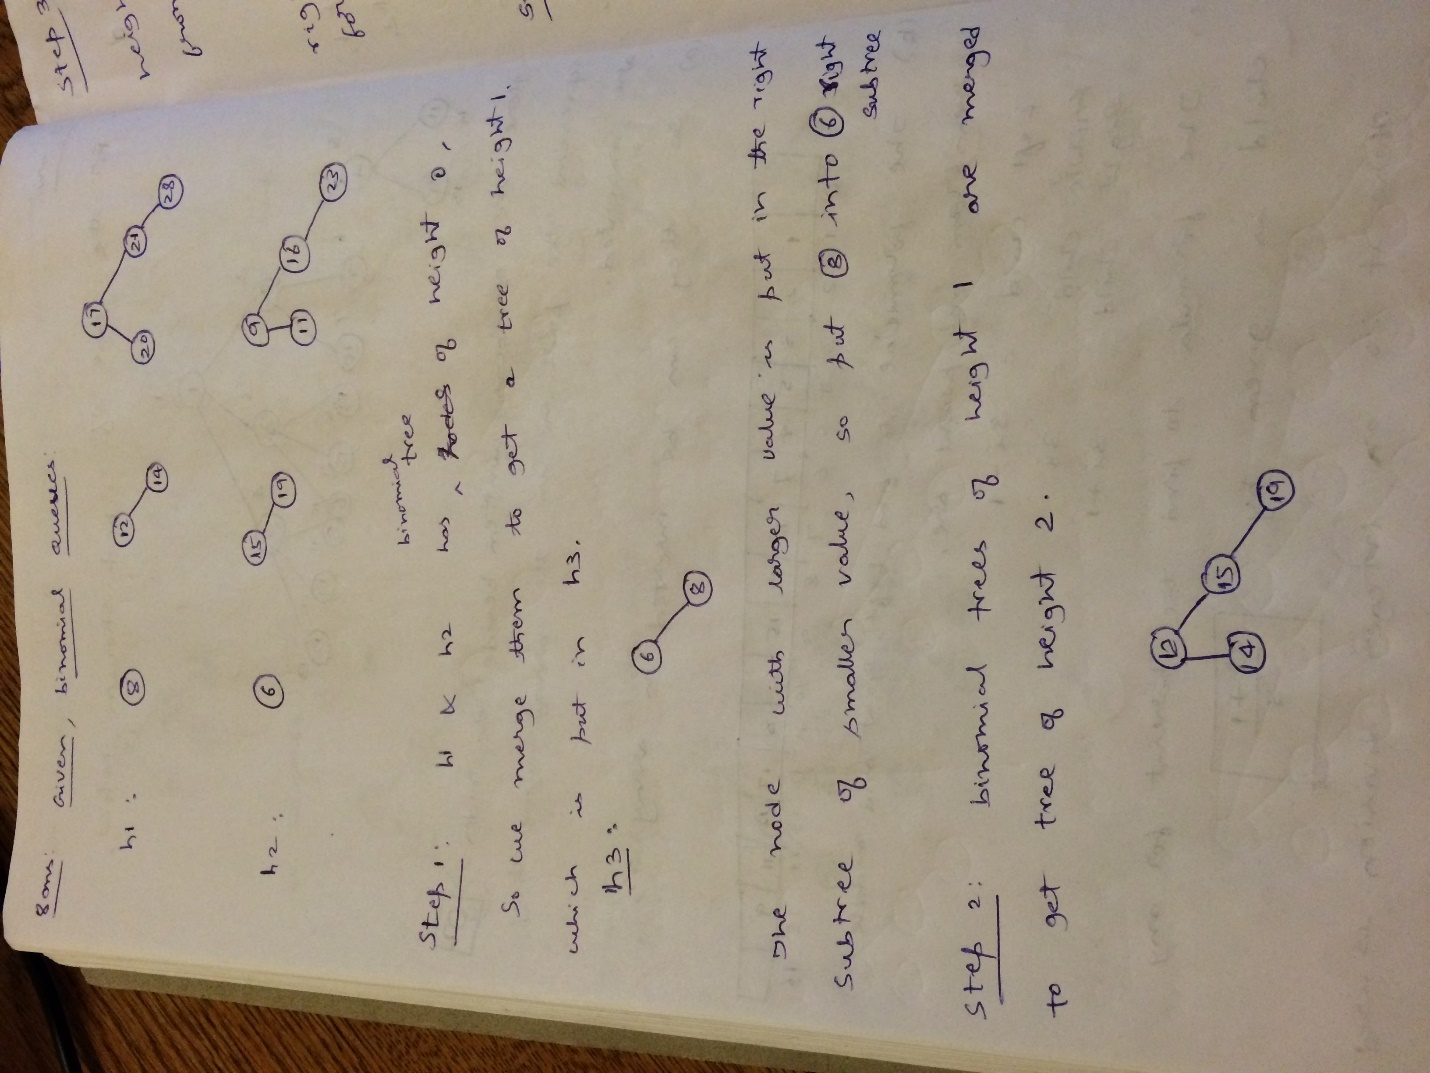 8 ans: Given, binomial queues:
h1: 8 12 14 17 20 21 28
h2: 6 15 19 9 11 16 23
binomial
tree
Step 1: h1 & h2 has ^ nodes of height 0,
So we merge them to get a tree of height 1.
which is put in h3.
h3:
6 8
The node with larger value is put in the right
Subtree of smaller value, so put 8 into 6 right
subtree
Step 2: binomial trees of height 1 are merged
to get tree of height 2.
12 14 15 19
Step 3